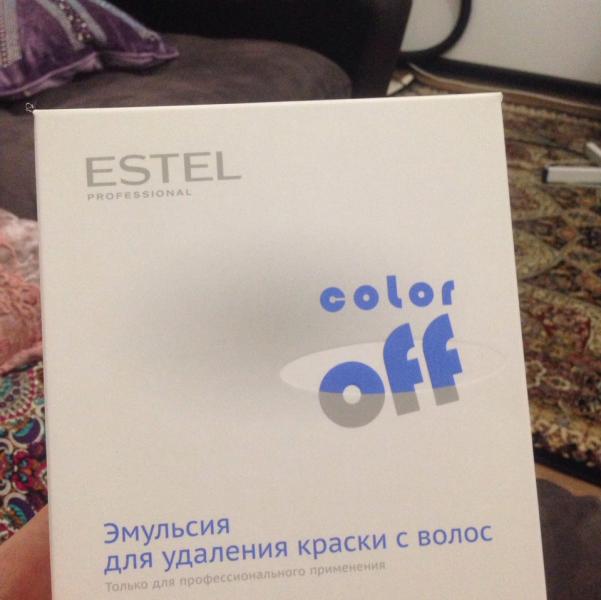 ESTEL
PROFESSIONAL
color
off
Эмульсия
для удаления краски с волос
Только для профессионального применения